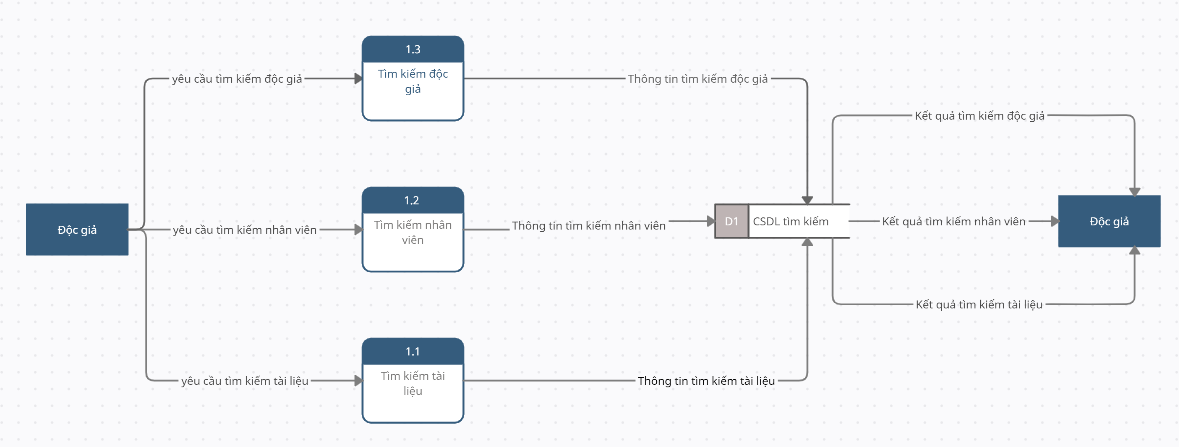 1.3
Tìm kiếm độc
giả
yêu cầu tìm kiếm độc giả
Thông tin tìm kiếm độc giả
Kết quả tìm kiếm độc giả
1.2
Tìm kiếm nhân
viên
Độc giả
yêu cầu tìm kiếm nhân viên
Thông tin tìm kiếm nhân viên
D1
CSDL tìm kiếm
Kết quả tìm kiếm nhân viên
Độc giả
Kết quả tìm kiếm tài liệu
1.1
Tìm kiếm tài
liệu
yêu cầu tìm kiếm tài liệu
Thông tin tìm kiếm tài liệu